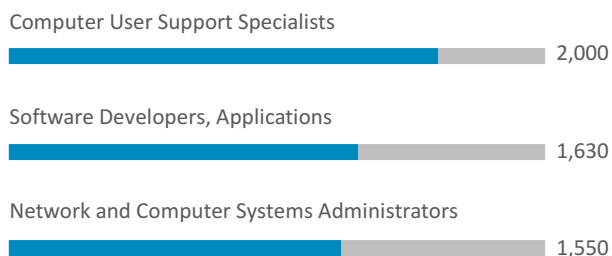 Computer User Support Specialists
2,000
Software Developers, Applications
1,630
Network and Computer Systems Administrators
1,550